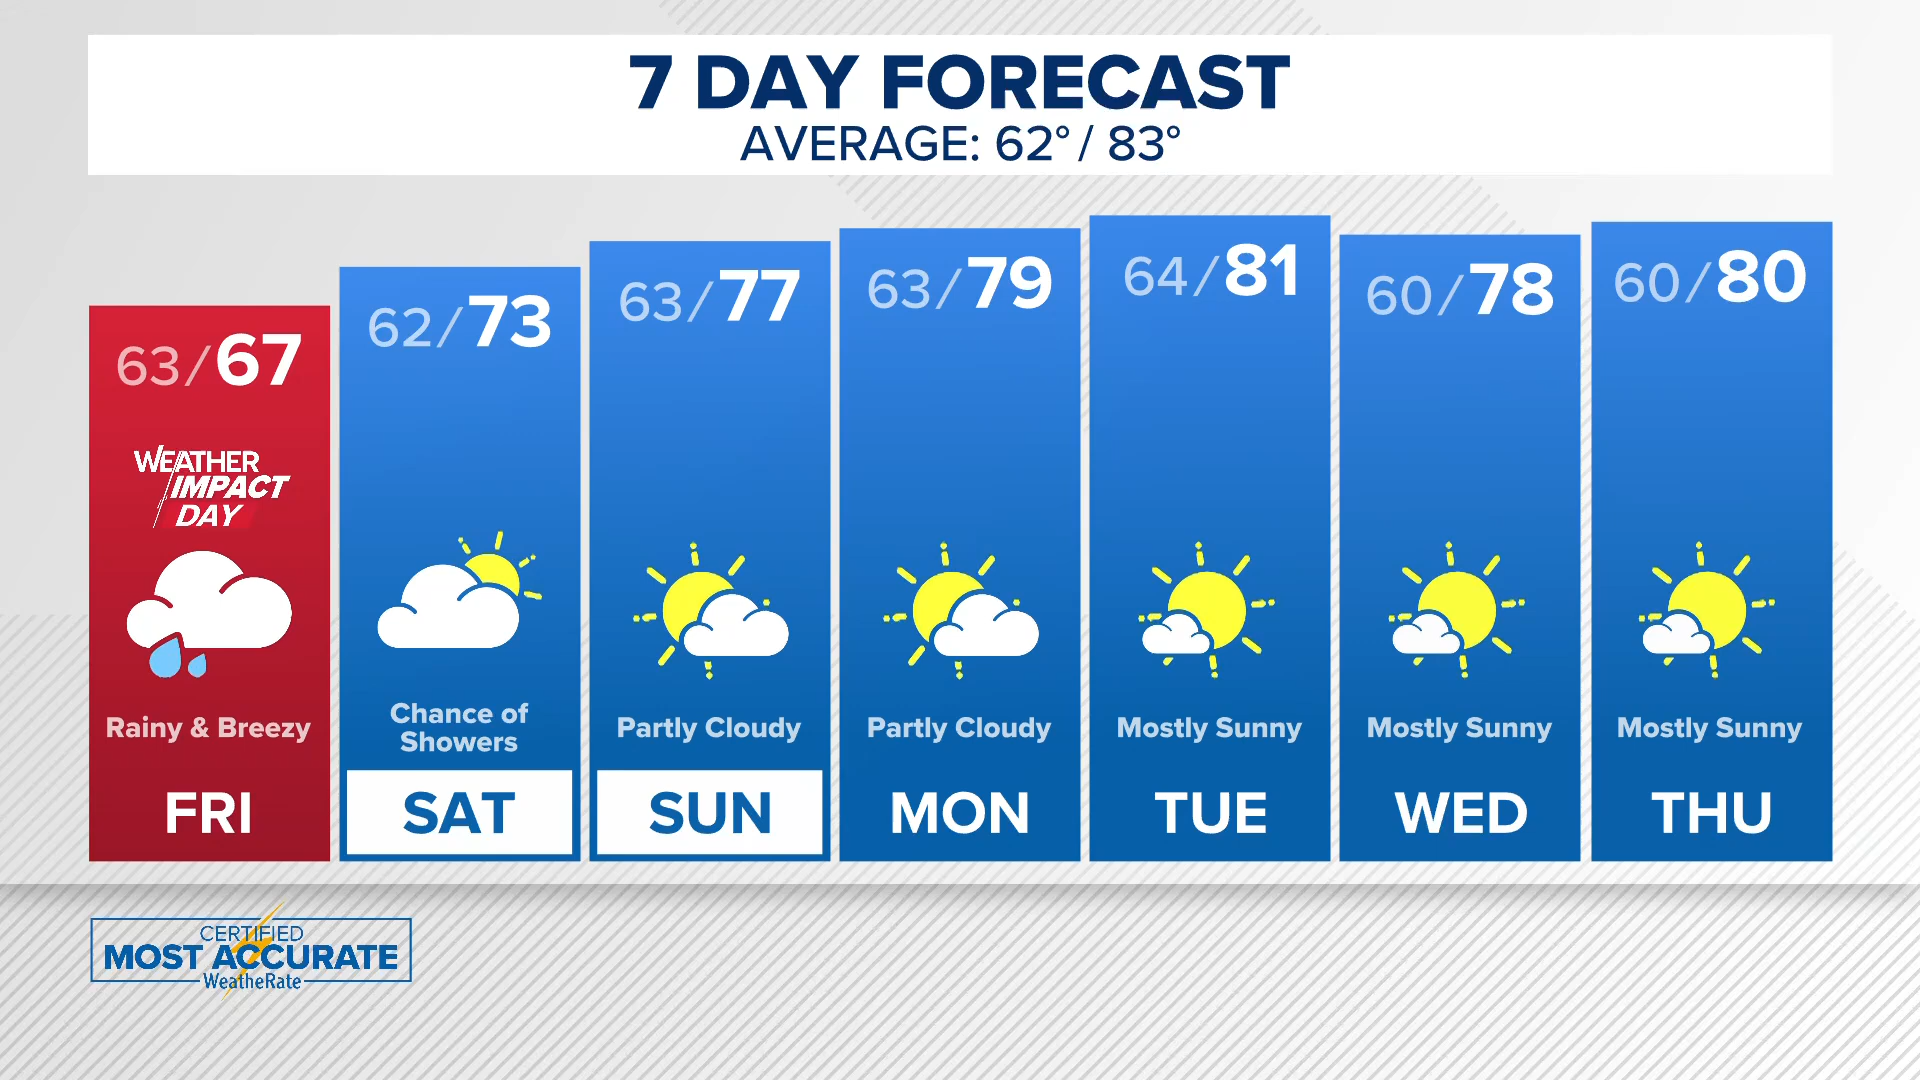 7 DAY FORECAST
AVERAGE: 62° / 83°
63/67
WEATHER
IMPACT
DAY
Rainy & Breezy
FRI
62/73
Chance of
Showers
SAT
63/77
Partly Cloudy
SUN
63/79
Partly Cloudy
MON
64/81
Mostly Sunny
TUE
60/78
Mostly Sunny
WED
60/80
Mostly Sunny
THU
CERTIFIED
MOST ACCURATE
WeatheRate